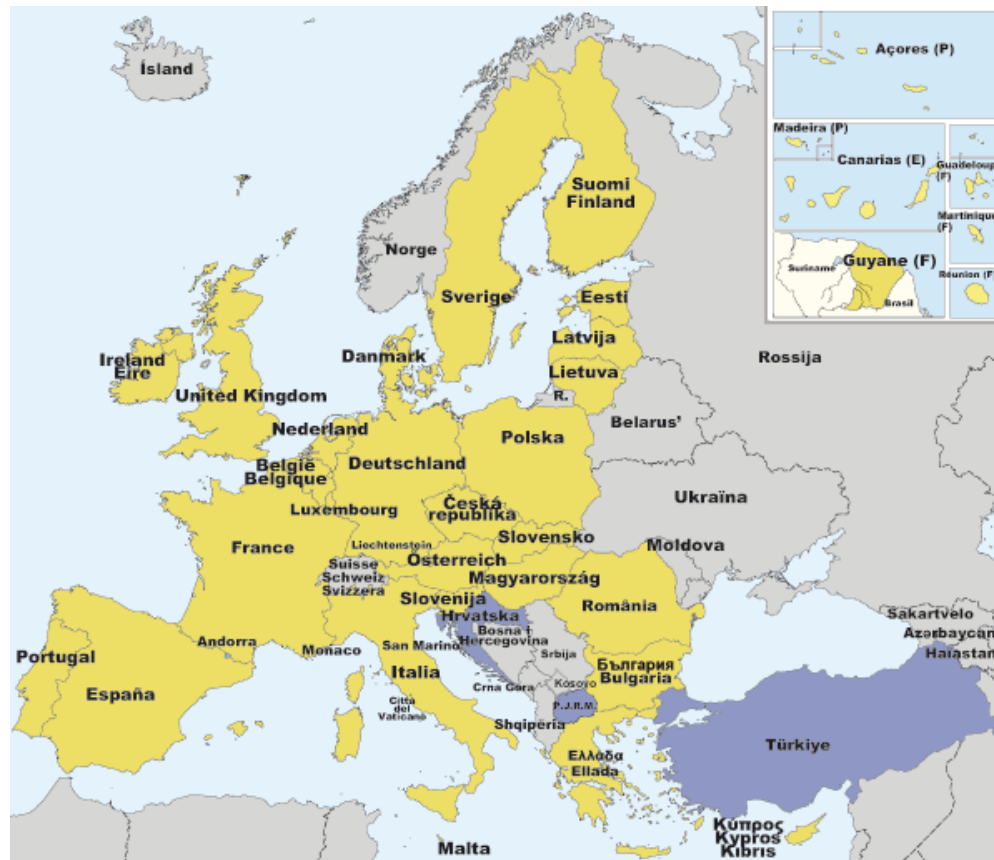 Ísland
Açores (P)
Madeira (P)
Canarias (E)
Guadeloup
(F)
Martinique
(F)
Guyane (F)
Suriname
Brasil
Réunion (F)
Suomi
Finland
Norge
Sverige
Eesti
Latvija
Lietuva
R.
Rossija
Danmark
Ireland
Éire
United Kingdom
Nederland
Belarus'
Polska
België
Belgique
Deutschland
Luxembourg
Česká
republika
Ukraïna
Slovensko
France
Liechtenstein
Österreich
Moldova
Suisse
Schweiz
Svizzera
Magyarország
Slovenija
România
Hrvatska
Sakartvelo
Bosna i
Hercegovina
Azərbaycan
Haiastan
Andorra
Monaco
San Marino
Srbija
Portugal
España
Italia
България
Bulgaria
Kosovo
Crna Gora
Città
del
Vaticano
P.J.R.M.
Shqipëria
Türkiye
Ελλάδα
Ellada
Κύπρος
Kypros
Kıbrıs
Malta